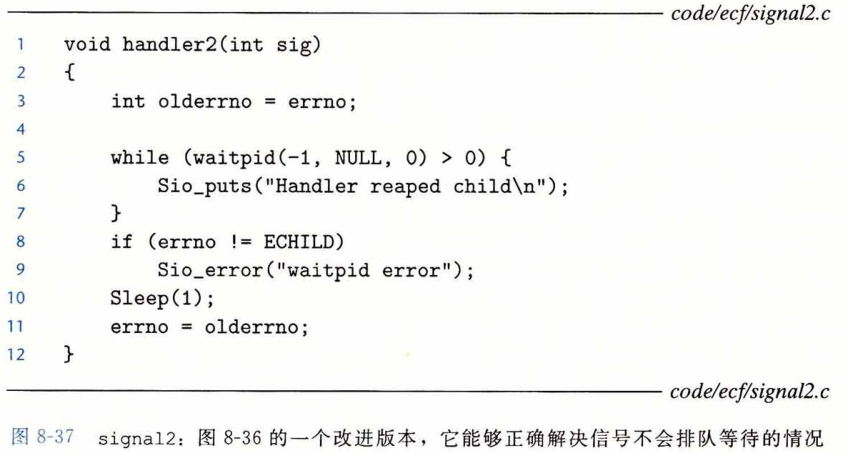 code/ecf/signal2.c
1 void handler2(int sig)
2 {
3 int olderrno = errno;
4
5 while (waitpid(-1, NULL, 0) > 0) {
6 Sio_puts("Handler reaped child\n");
7 }
8 if (errno != ECHILD)
9 Sio_error("waitpid error");
10 Sleep(1);
11 errno = olderrno;
12 }
code/ecf/signal2.c
图 8-37 signal2：图 8-36 的一个改进版本，它能够正确解决信号不会排队等待的情况